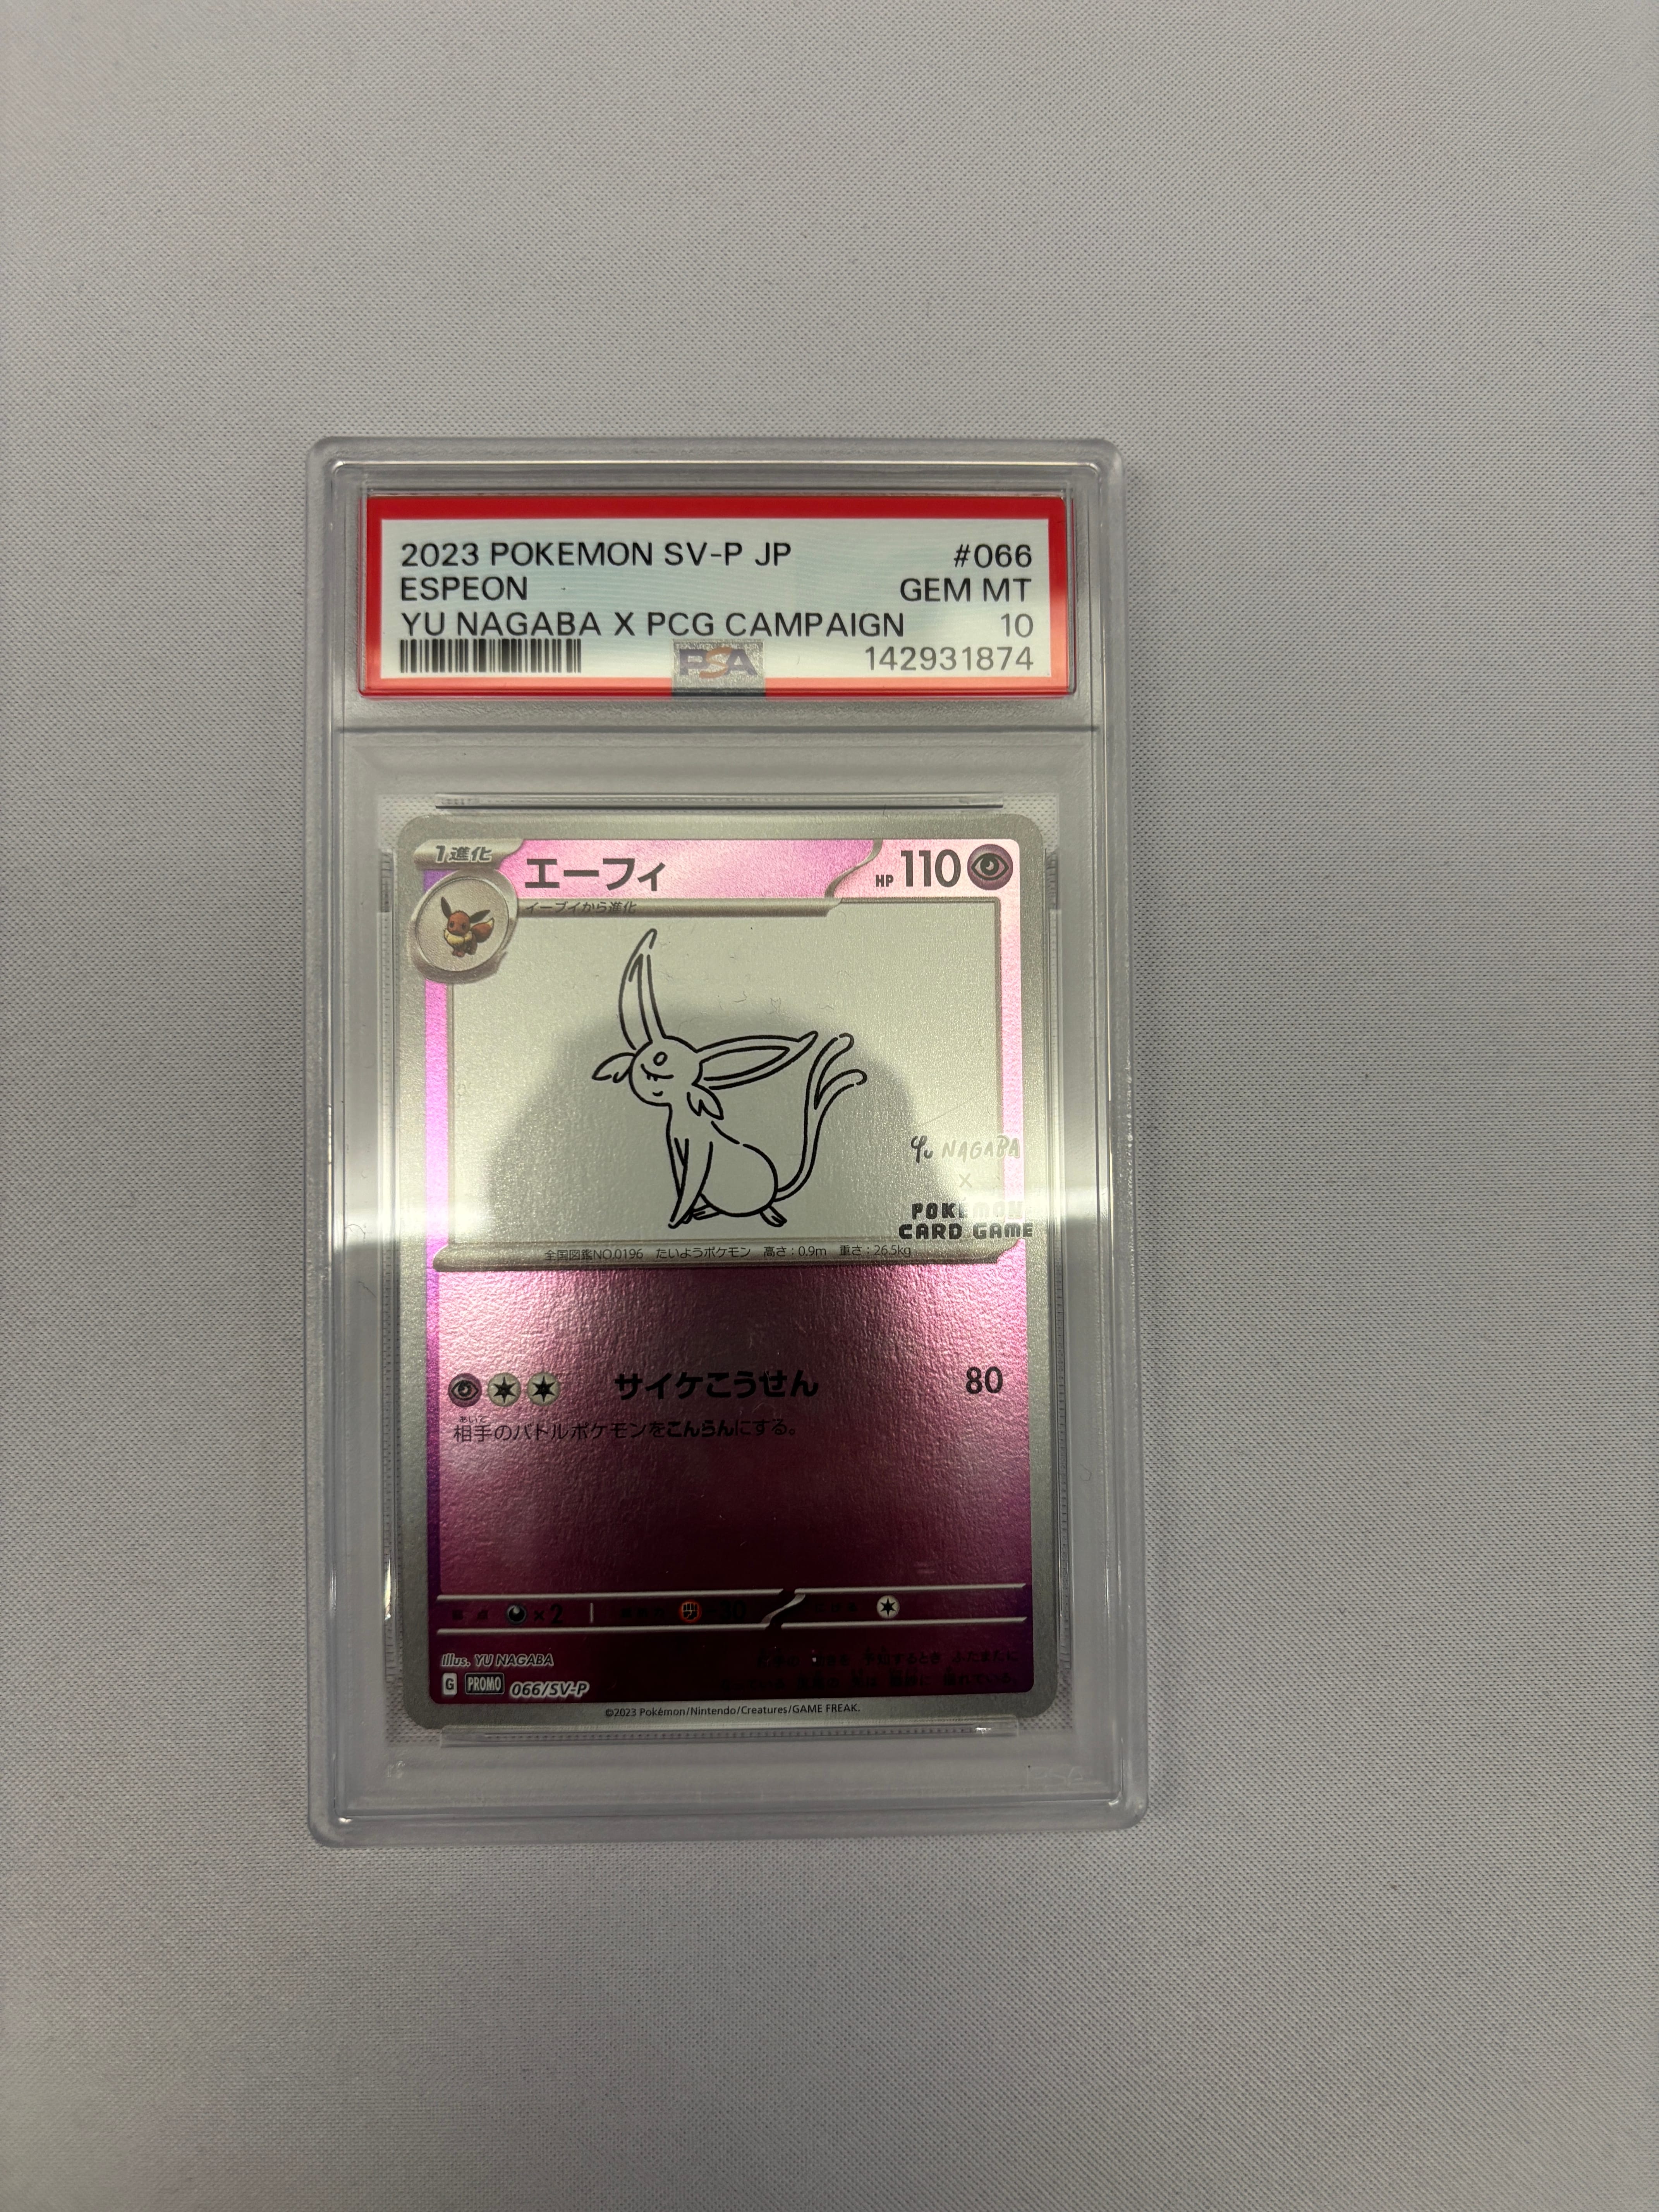 2023 POKEMON SV-P JP #066
ESPEON GEM MT
YU NAGABA X PCG CAMPAIGN 10
PSA 142931874
1進化 エーフィ HP 110
イーブイから進化
Yu NAGABA
×
POKÉMON
CARD GAME
全国図鑑NO.0196 たいようポケモン 高さ:0.9m 重さ:26.5kg
サイケこうせん 80
あいて
相手のバトルポケモンをこんらんにする。
×2 -30
Illus. YU NAGABA
G PROMO 066/SV-P
©2023 Pokémon/Nintendo/Creatures/GAME FREAK.